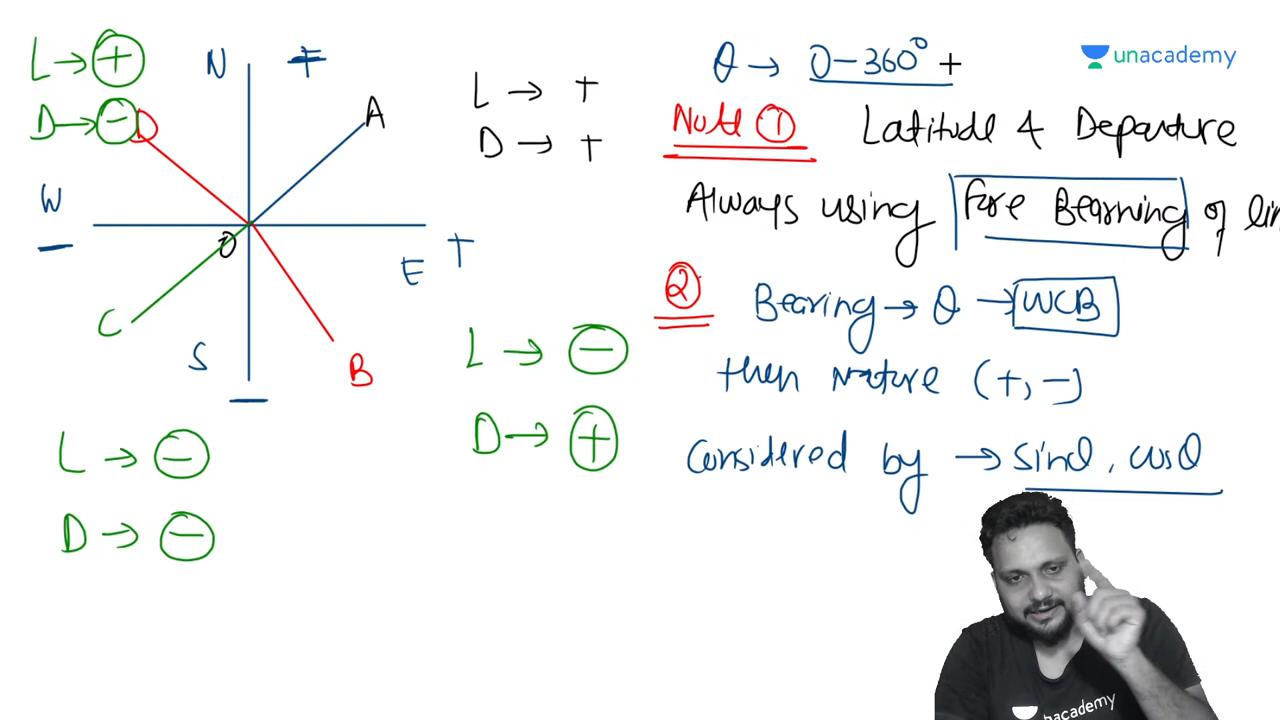 L → +
D → −
D
N +
A
W
−
O
E +
C
S
−
B
L → +
D → +
L → −
D → +
L → −
D → −
θ → 0-360° +
unacademy
Note ① Latitude & Departure
Always using Fore Bearning of lin
② Bearing → θ → WCB
then Nature (+, −)
Considered by → sinθ, cosθ
unacademy